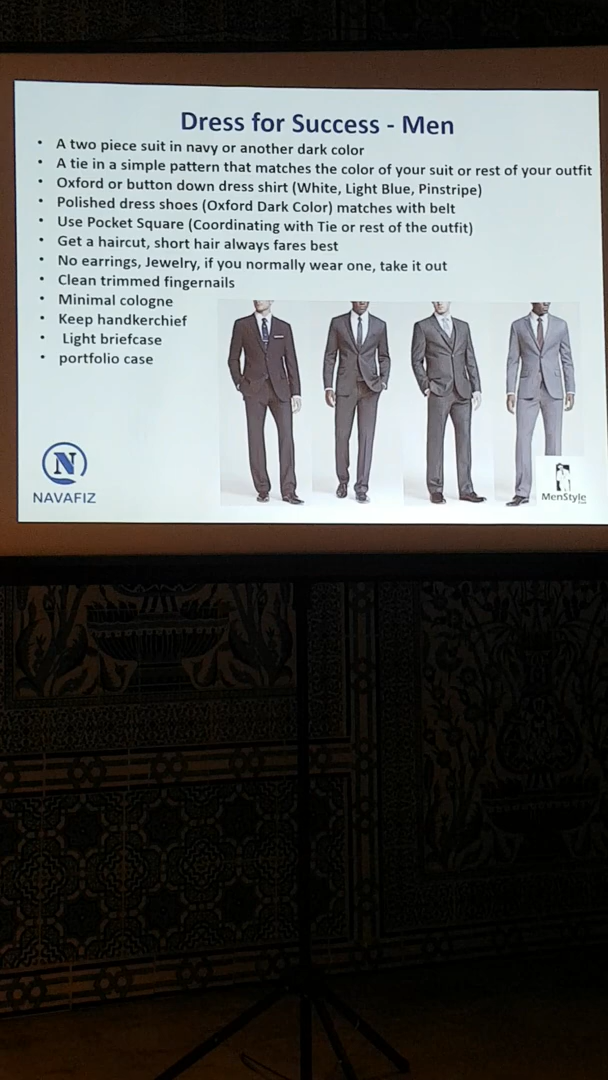 Dress for Success - Men
• A two piece suit in navy or another dark color
• A tie in a simple pattern that matches the color of your suit or rest of your outfit
• Oxford or button down dress shirt (White, Light Blue, Pinstripe)
• Polished dress shoes (Oxford Dark Color) matches with belt
• Use Pocket Square (Coordinating with Tie or rest of the outfit)
• Get a haircut, short hair always fares best
• No earrings, Jewelry, if you normally wear one, take it out
• Clean trimmed fingernails
• Minimal cologne
• Keep handkerchief
• Light briefcase
• portfolio case
N
NAVAFIZ
MenStyle